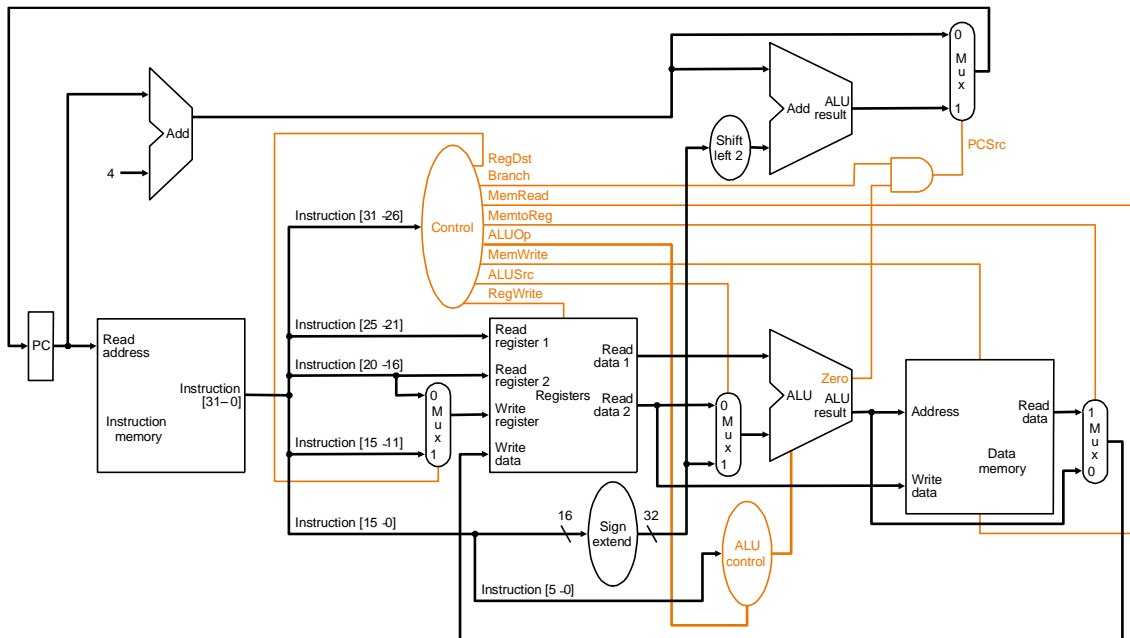 0
M
u
x
1
Add
ALU
result
Add
Shift
left 2
PCSrc
4
RegDst
Branch
MemRead
MemtoReg
ALUOp
MemWrite
ALUSrc
RegWrite
Control
Instruction [31 -26]
Instruction [25 -21]
Instruction [20 -16]
Instruction [15 -11]
Instruction [15 -0]
Instruction [5 -0]
PC
Read
address
Instruction
[31– 0]
Instruction
memory
0
M
u
x
1
Read
register 1
Read
register 2
Write
register
Write
data
Registers
Read
data 1
Read
data 2
0
M
u
x
1
Zero
ALU
ALU
result
Address
Write
data
Read
data
Data
memory
1
M
u
x
0
16
Sign
extend
32
ALU
control